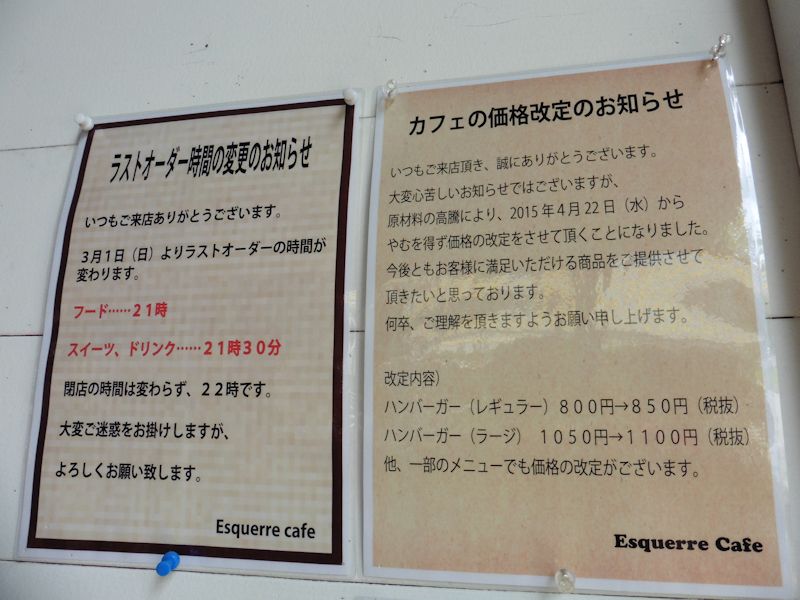 ラストオーダー時間の変更のお知らせ
いつもご来店ありがとうございます。
３月１日（日）よりラストオーダーの時間が
変わります。
フード……２１時
スイーツ、ドリンク……２１時３０分
閉店の時間は変わらず、２２時です。
大変ご迷惑をお掛けしますが、
よろしくお願い致します。
Esquerre cafe
カフェの価格改定のお知らせ
いつもご来店頂き、誠にありがとうございます。
大変心苦しいお知らせではございますが、
原材料の高騰により、2015年４月２２日（水）から
やむを得ず価格の改定をさせて頂くことになりました。
今後ともお客様に満足いただける商品をご提供させて
頂きたいと思っております。
何卒、ご理解を頂きますようお願い申し上げます。
改定内容）
ハンバーガー（レギュラー）８００円→８５０円（税抜）
ハンバーガー（ラージ）　１０５０円→１１００円（税抜）
他、一部のメニューでも価格の改定がございます。
Esquerre Cafe